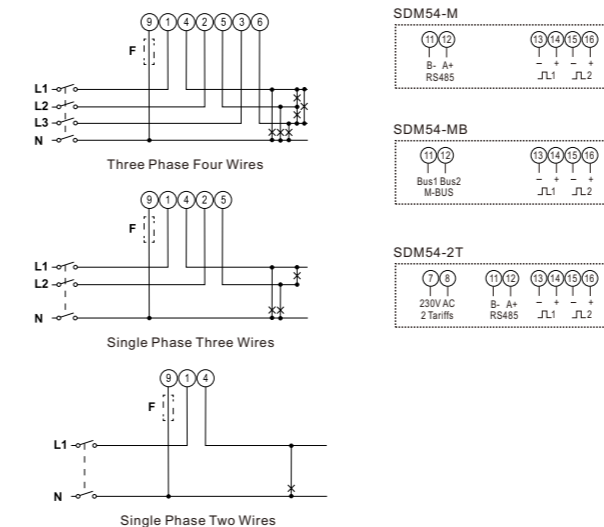 9 1 4 2 5 3 6
F
L1
L2
L3
N
Three Phase Four Wires
9 1 4 2 5
F
L1
L2
N
Single Phase Three Wires
9 1 4
F
L1
N
Single Phase Two Wires
SDM54-M
11 12 13 14 15 16
B- A+ − + − +
RS485 1 2
SDM54-MB
11 12 13 14 15 16
Bus1 Bus2 − + − +
M-BUS 1 2
SDM54-2T
7 8 11 12 13 14 15 16
230V AC B- A+ − + − +
2 Tariffs RS485 1 2